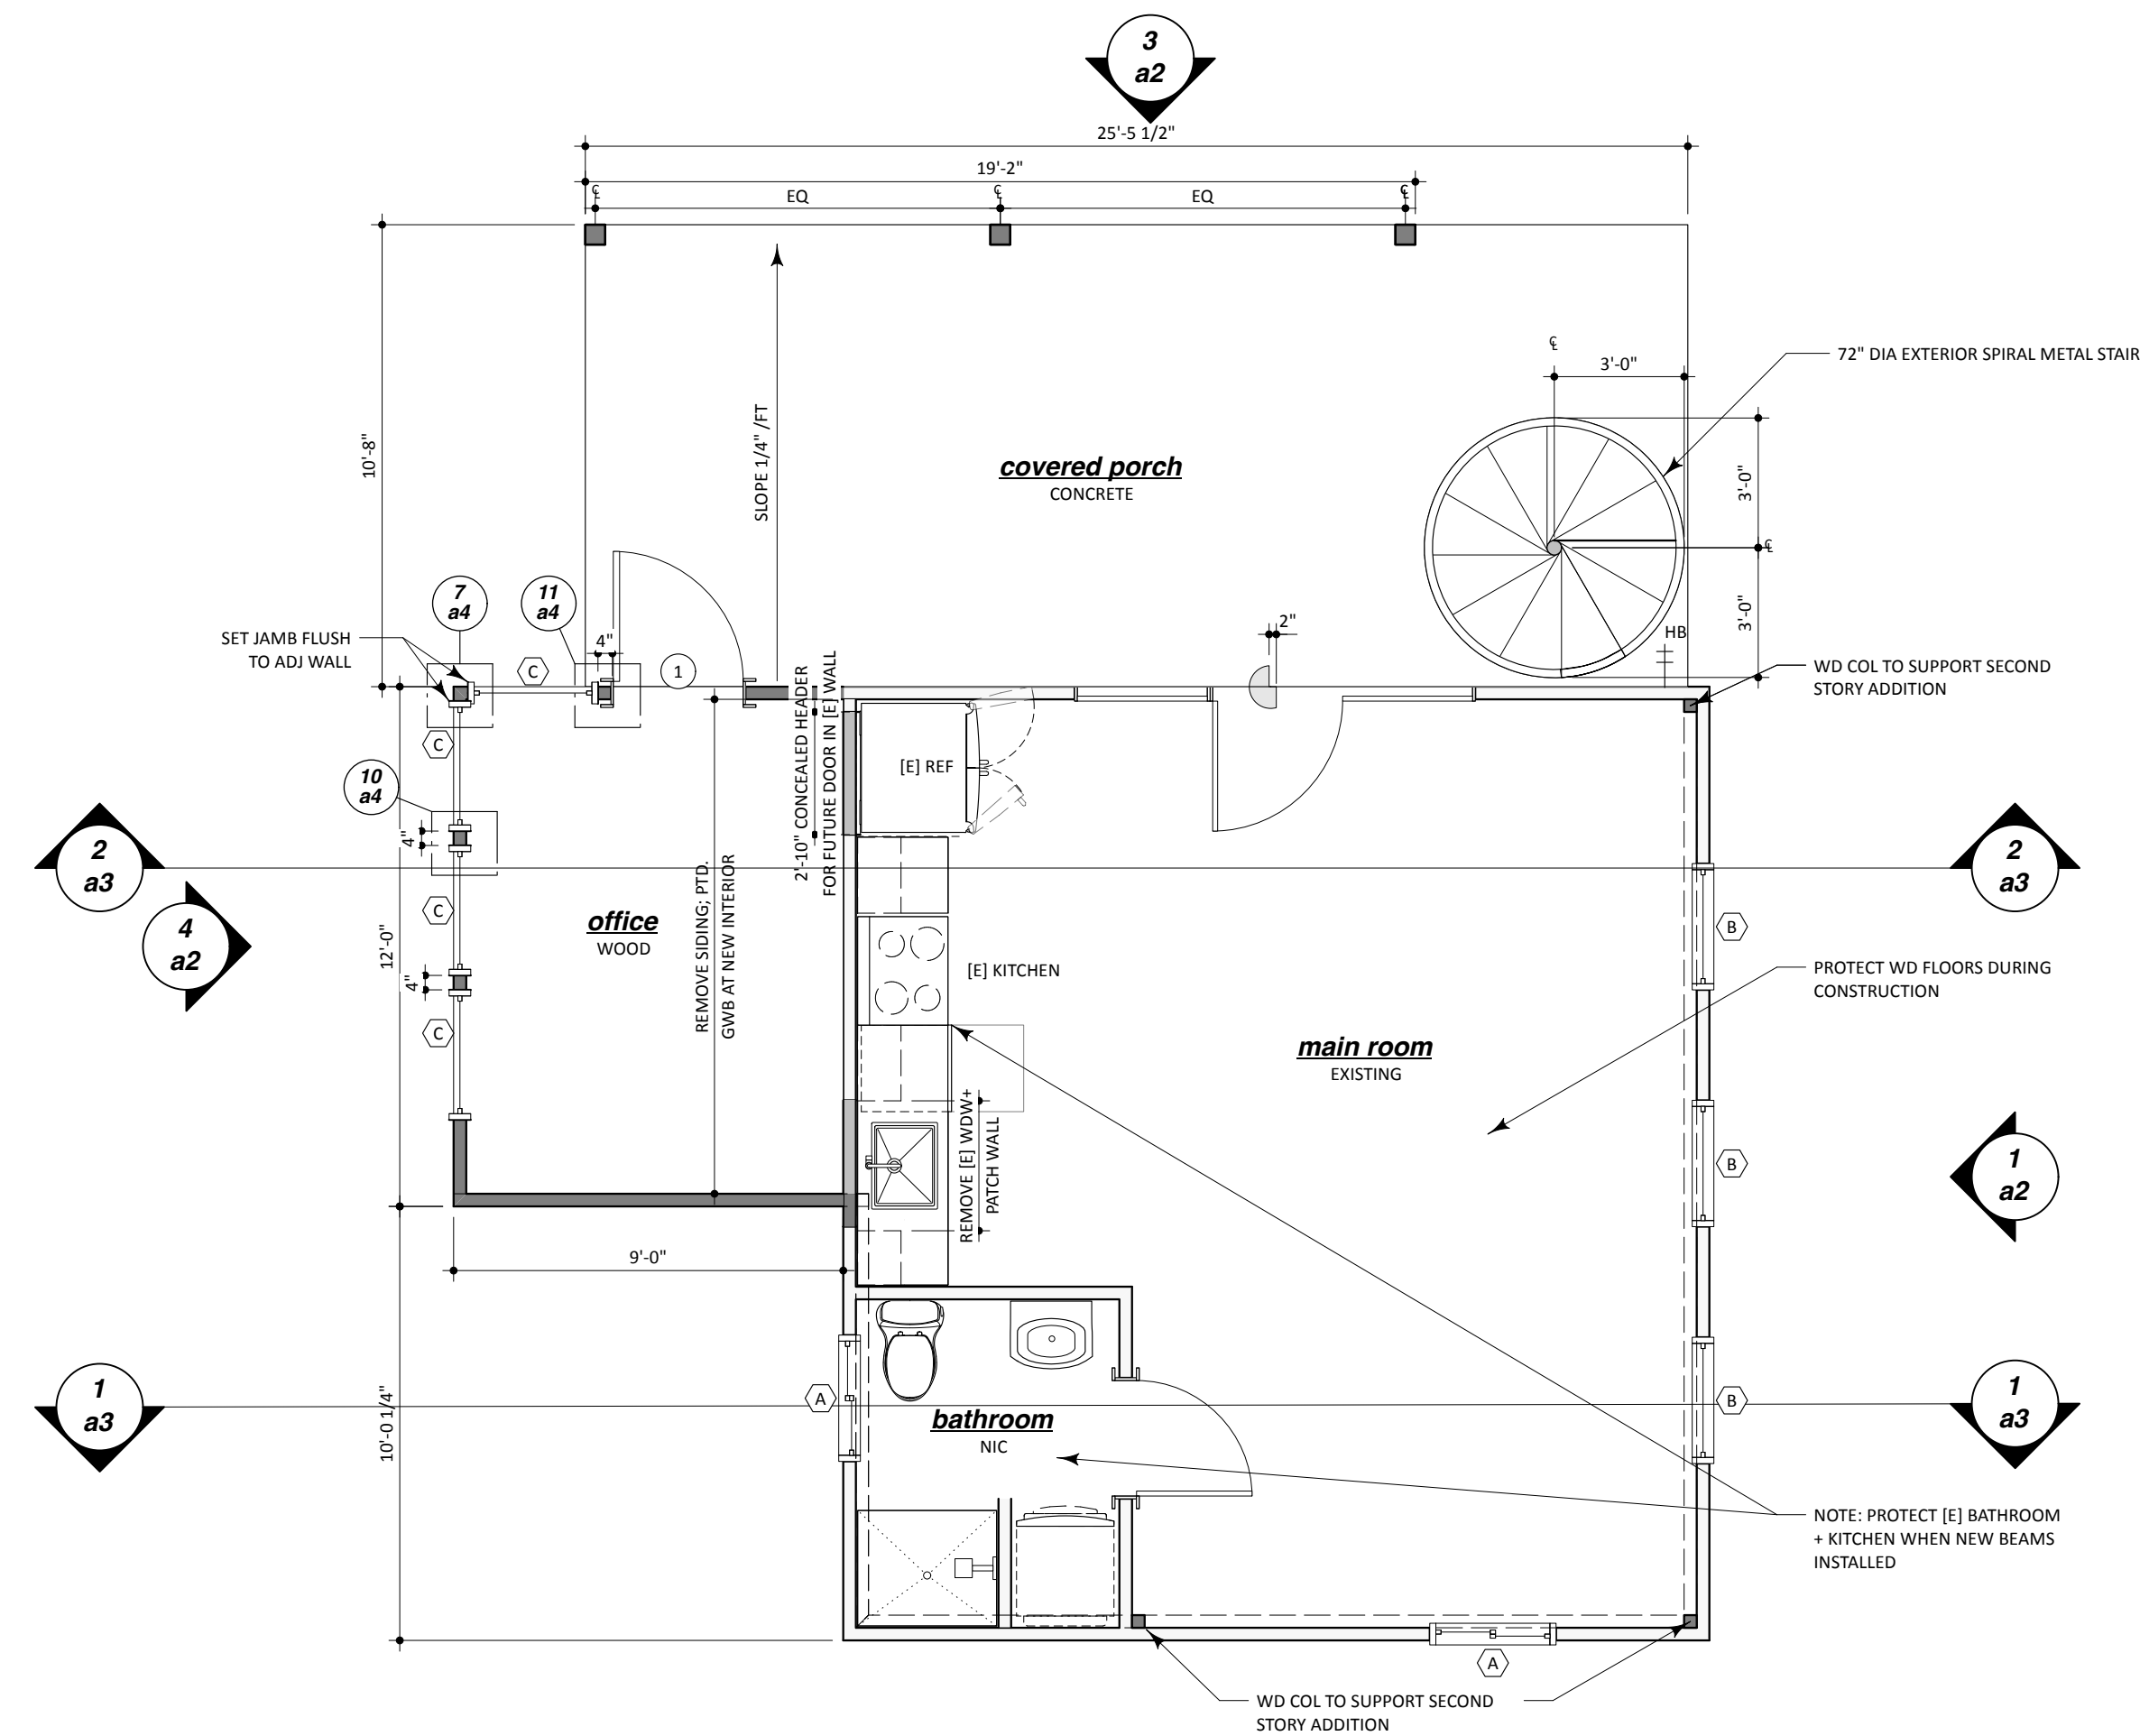 3
a2
25'-5 1/2"
19'-2"
℄
℄
℄
EQ
EQ
72" DIA EXTERIOR SPIRAL METAL STAIR
℄
3'-0"
10'-8"
SLOPE 1/4" /FT
covered porch
CONCRETE
3'-0"
℄
3'-0"
7
a4
11
a4
SET JAMB FLUSH
TO ADJ WALL
4"
C
1
2"
HB
WD COL TO SUPPORT SECOND
STORY ADDITION
C
10
a4
4"
2'-10" CONCEALED HEADER
FOR FUTURE DOOR IN [E] WALL
[E] REF
2
a3
2
a3
4
a2
12'-0"
C
office
WOOD
REMOVE SIDING; PTD.
GWB AT NEW INTERIOR
B
4"
[E] KITCHEN
PROTECT WD FLOORS DURING
CONSTRUCTION
C
main room
EXISTING
REMOVE [E] WDW+
PATCH WALL
B
1
a2
9'-0"
1
a3
10'-0 1/4"
A
bathroom
NIC
B
1
a3
NOTE: PROTECT [E] BATHROOM
+ KITCHEN WHEN NEW BEAMS
INSTALLED
A
WD COL TO SUPPORT SECOND
STORY ADDITION